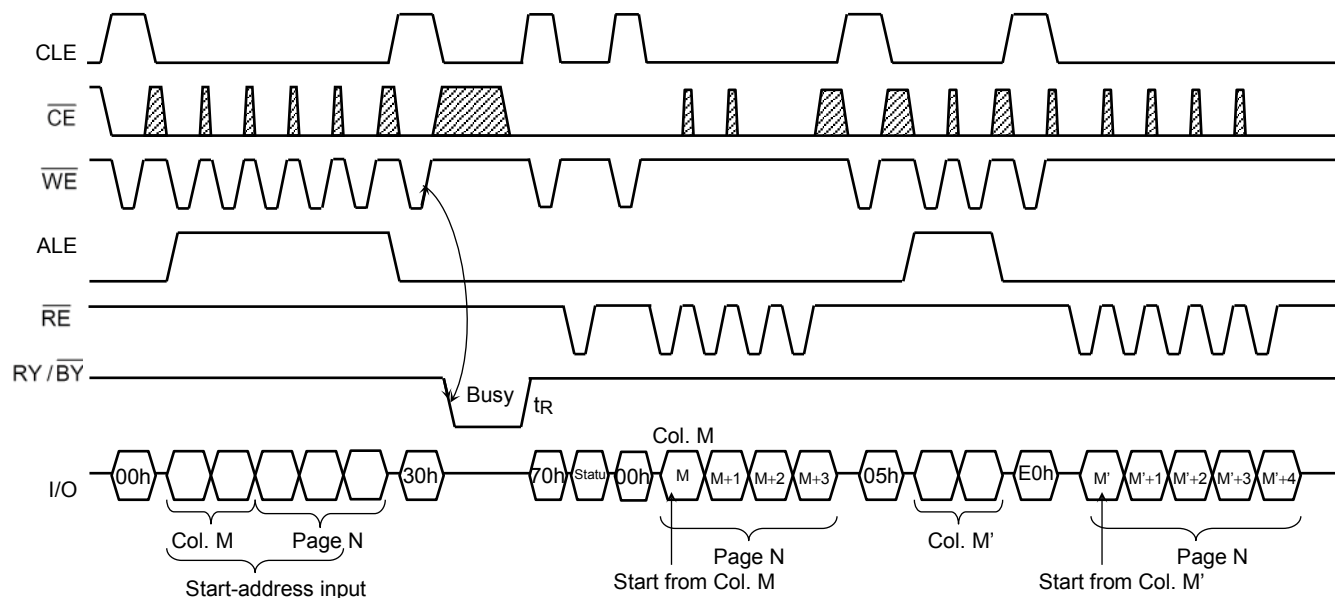 CLE
CE
WE
ALE
RE
RY / BY
Busy
tR
Col. M
I/O
00h
30h
70h
Statu
00h
M
M+1
M+2
M+3
05h
E0h
M'
M'+1
M'+2
M'+3
M'+4
Col. M
Page N
Start-address input
Page N
Start from Col. M
Col. M'
Page N
Start from Col. M'